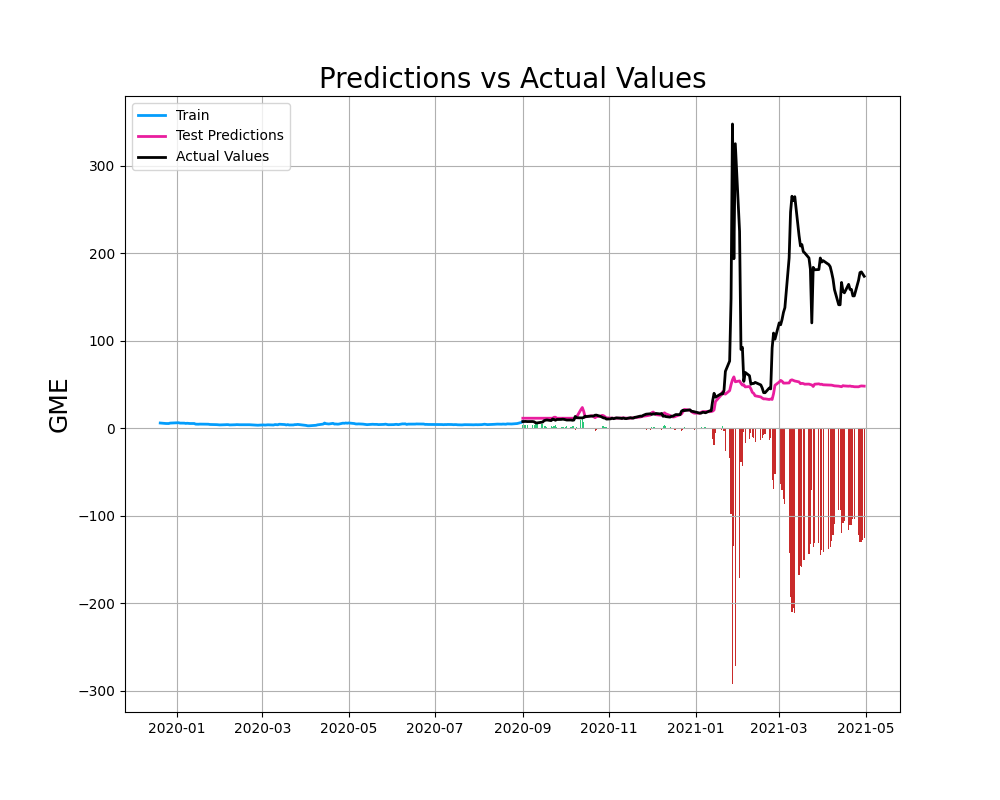 Predictions vs Actual Values
Train
Test Predictions
Actual Values
GME
300
200
100
0
−100
−200
−300
2020-01 2020-03 2020-05 2020-07 2020-09 2020-11 2021-01 2021-03 2021-05